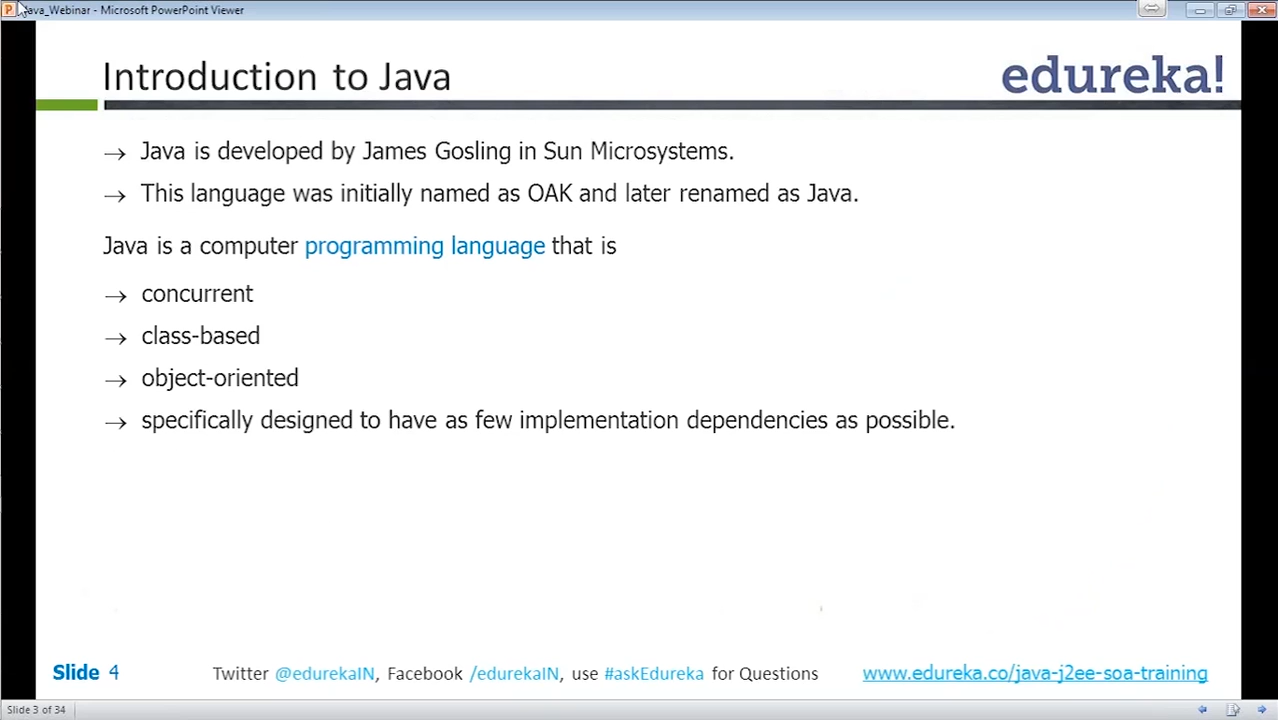 Java_Webinar - Microsoft PowerPoint Viewer
Introduction to Java
edureka!
→ Java is developed by James Gosling in Sun Microsystems.
→ This language was initially named as OAK and later renamed as Java.
Java is a computer programming language that is
→ concurrent
→ class-based
→ object-oriented
→ specifically designed to have as few implementation dependencies as possible.
Slide 4
Twitter @edurekaIN, Facebook /edurekaIN, use #askEdureka for Questions
www.edureka.co/java-j2ee-soa-training
Slide 3 of 34